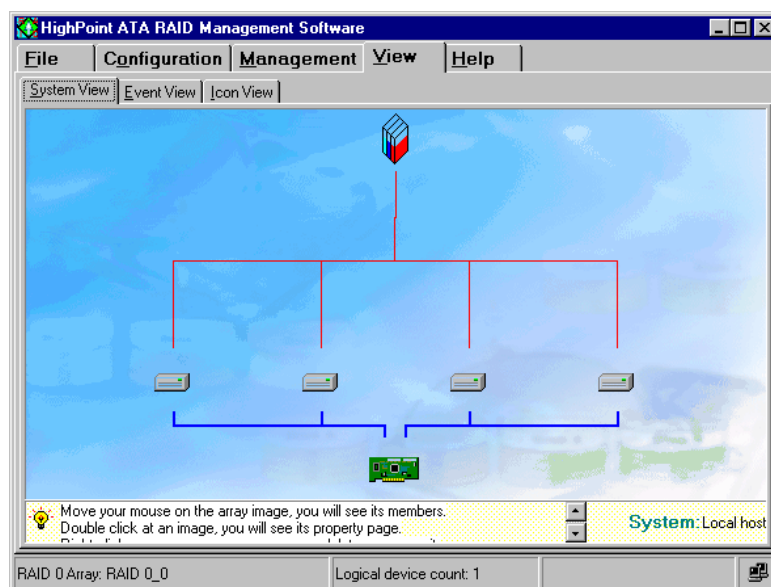 HighPoint ATA RAID Management Software
File Configuration Management View Help
System View Event View Icon View
Move your mouse on the array image, you will see its members.
Double click at an image, you will see its property page.
System: Local host
RAID 0 Array: RAID 0_0 Logical device count: 1